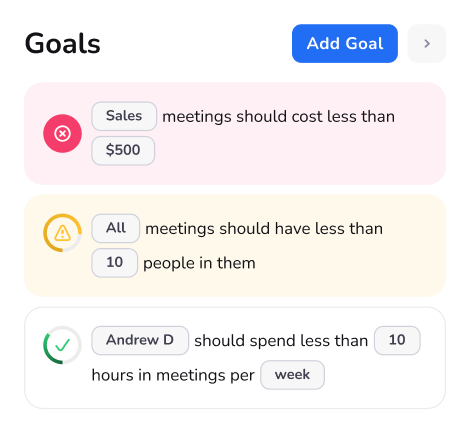 Goals
Add Goal
Sales meetings should cost less than
$500
All meetings should have less than
10 people in them
Andrew D should spend less than 10
hours in meetings per week